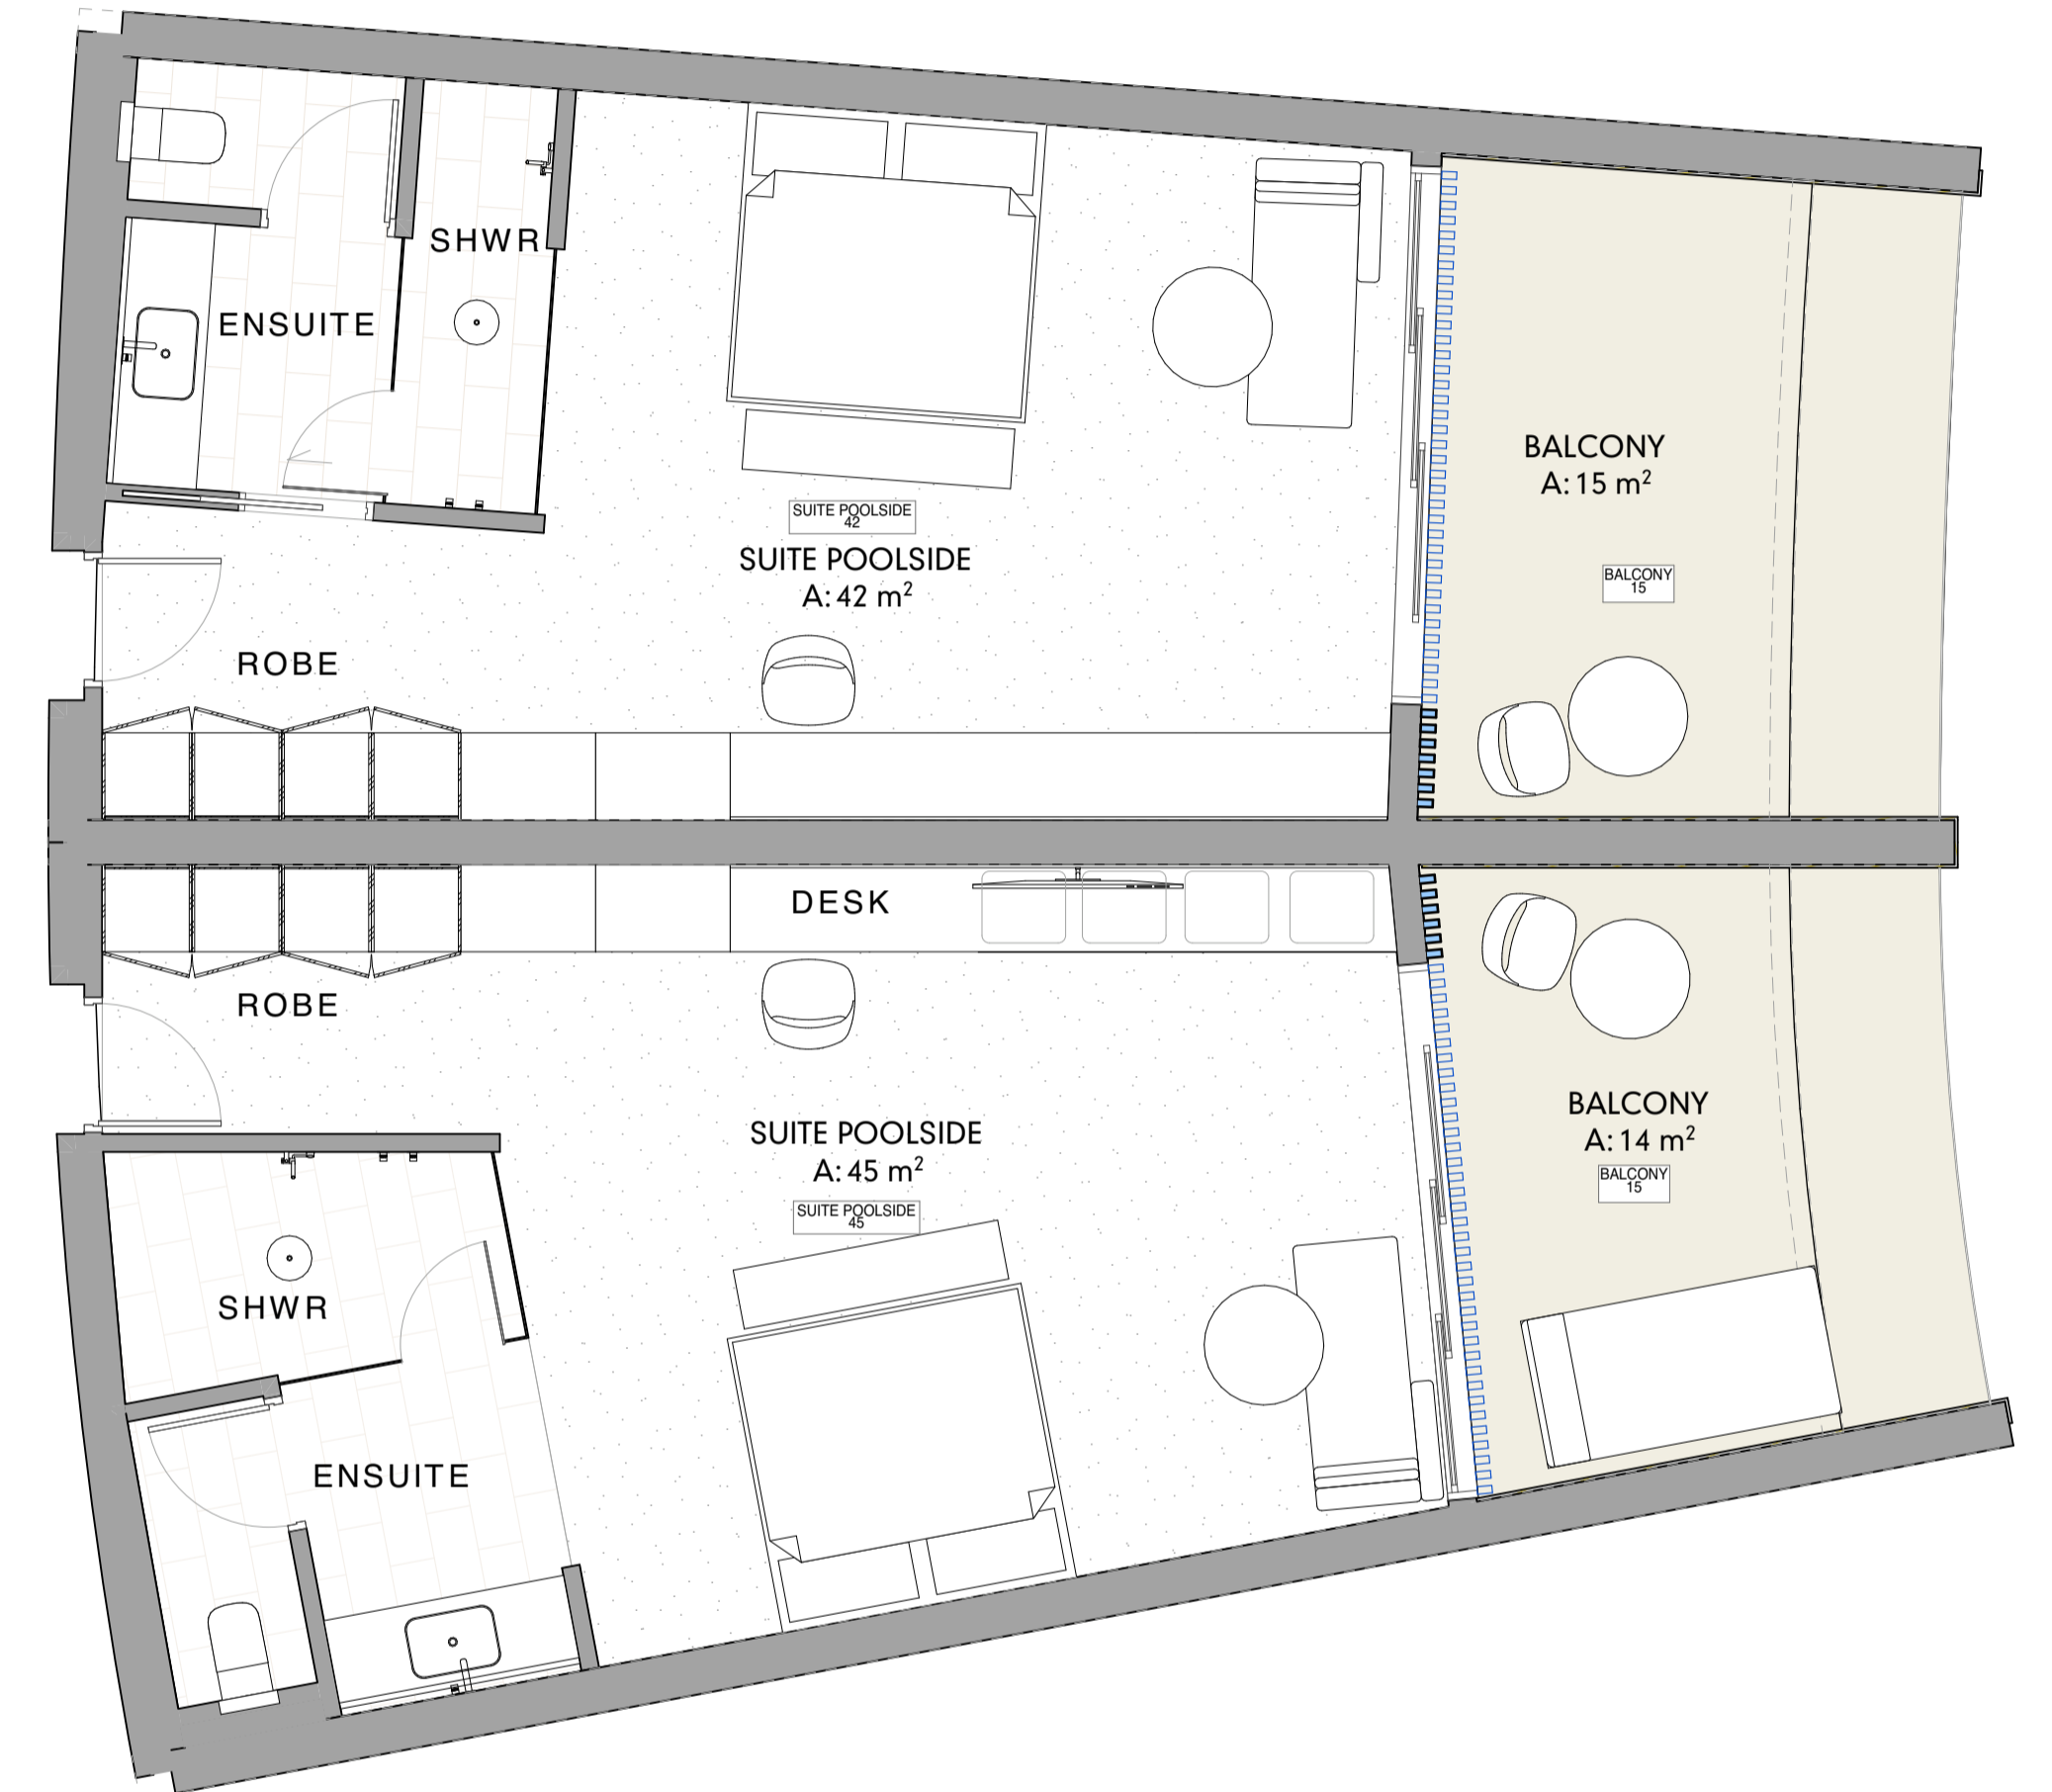 SHWR
ENSUITE
BALCONY
A: 15 m²
SUITE POOLSIDE
42
SUITE POOLSIDE
A: 42 m²
BALCONY
15
ROBE
DESK
ROBE
BALCONY
A: 14 m²
SUITE POOLSIDE
A: 45 m²
BALCONY
15
SUITE POOLSIDE
45
SHWR
ENSUITE